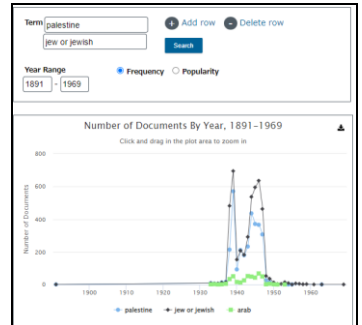 Term palestine + Add row - Delete row
jew or jewish Search
Year Range Frequency Popularity
1891 - 1969
Number of Documents By Year, 1891-1969
Click and drag in the plot area to zoom in
Number of Documents
800
600
400
200
0
1900 1910 1920 1930 1940 1950 1960
palestine jew or jewish arab